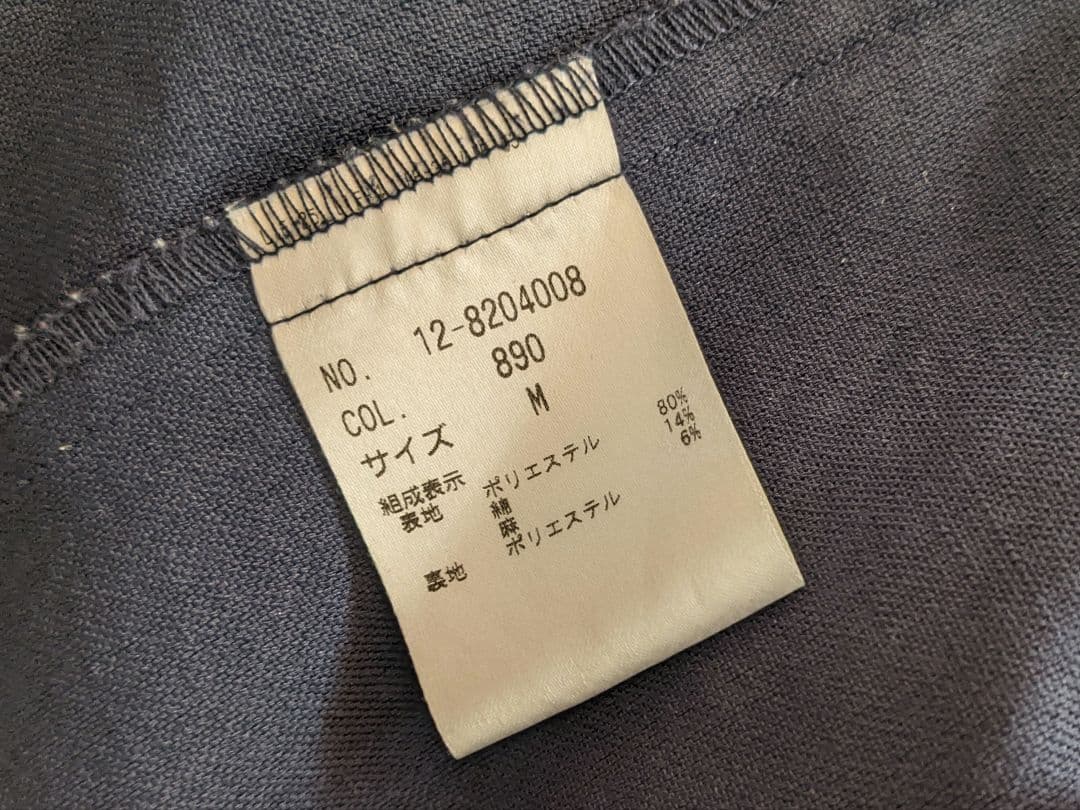 NO. 12-8204008
COL. 890
サイズ M
組成表示
表地 ポリエステル 80%
綿 14%
麻 6%
裏地 ポリエステル